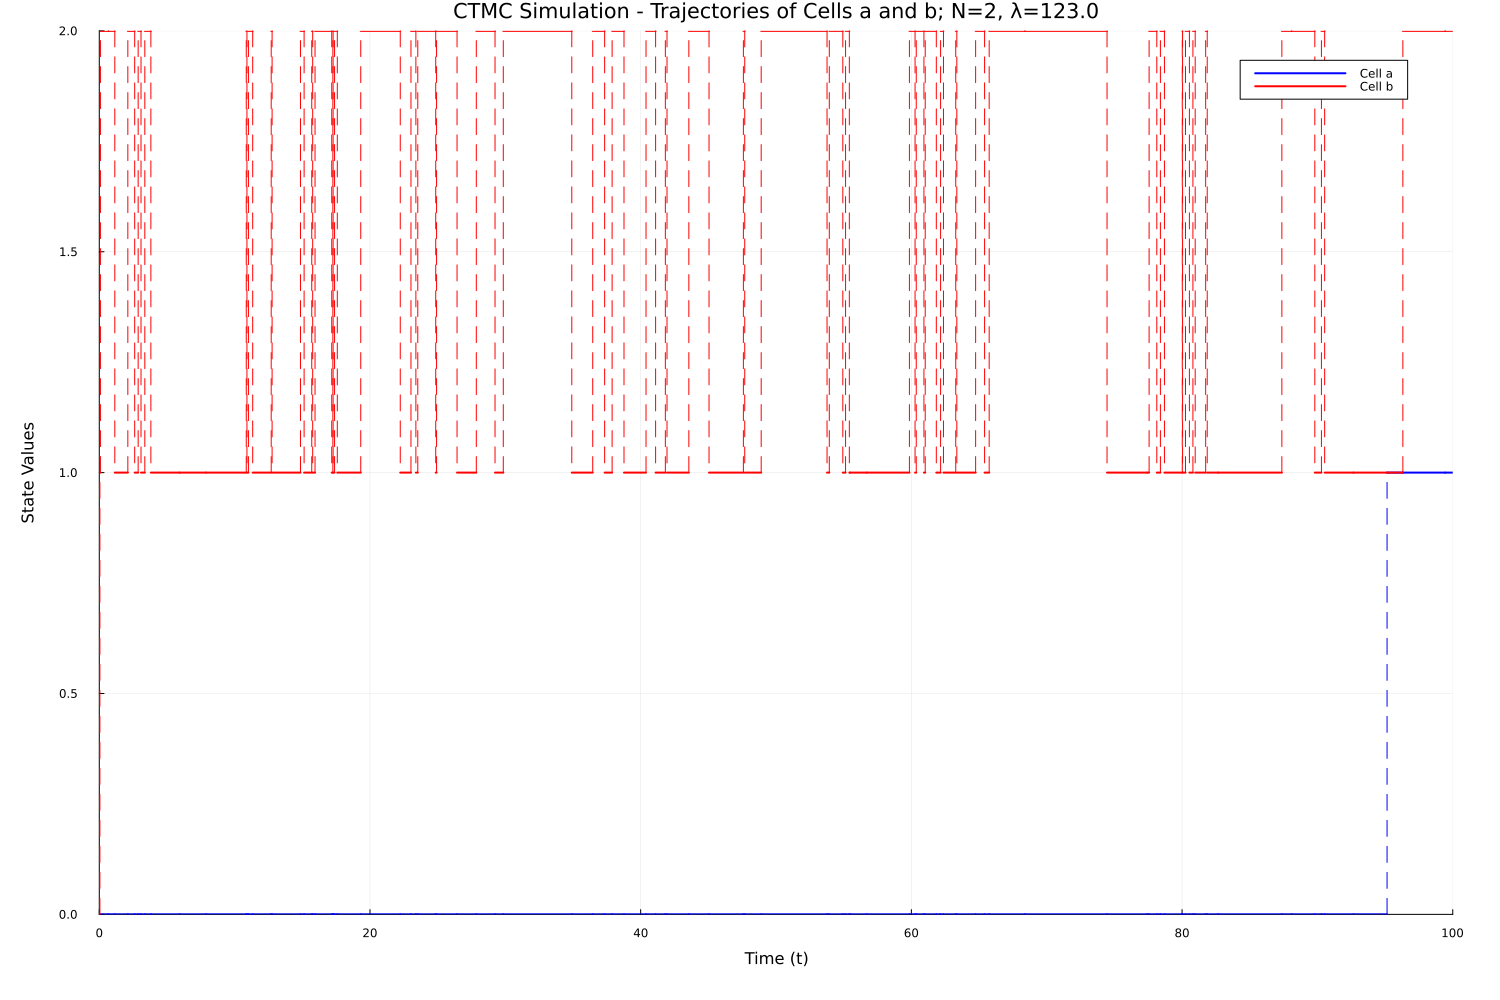 CTMC Simulation - Trajectories of Cells a and b; N=2, λ=123.0
2.0
Cell a
Cell b
1.5
1.0
State Values
0.5
0.0
0 20 40 60 80 100
Time (t)